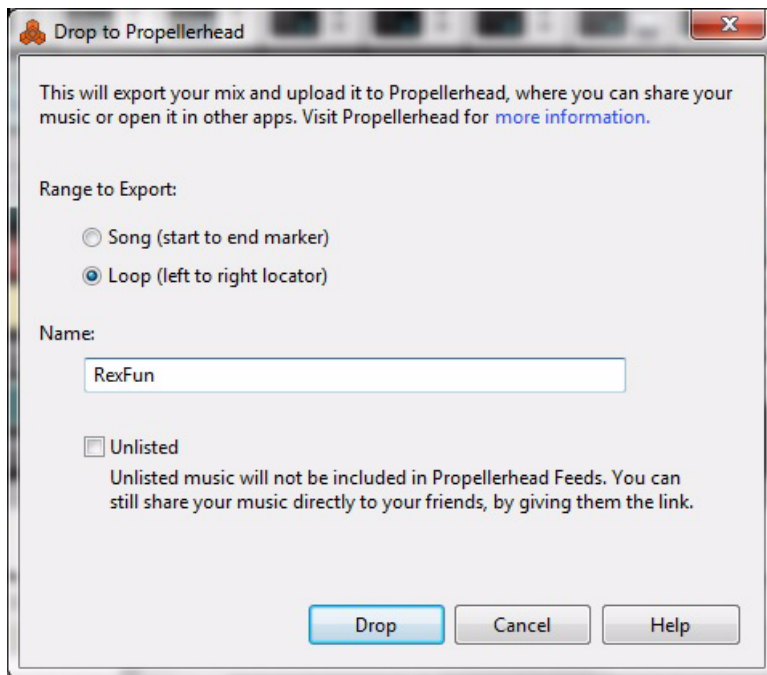 Drop to Propellerhead
This will export your mix and upload it to Propellerhead, where you can share your
music or open it in other apps. Visit Propellerhead for more information.
Range to Export:
Song (start to end marker)
Loop (left to right locator)
Name:
RexFun
Unlisted
Unlisted music will not be included in Propellerhead Feeds. You can
still share your music directly to your friends, by giving them the link.
Drop Cancel Help